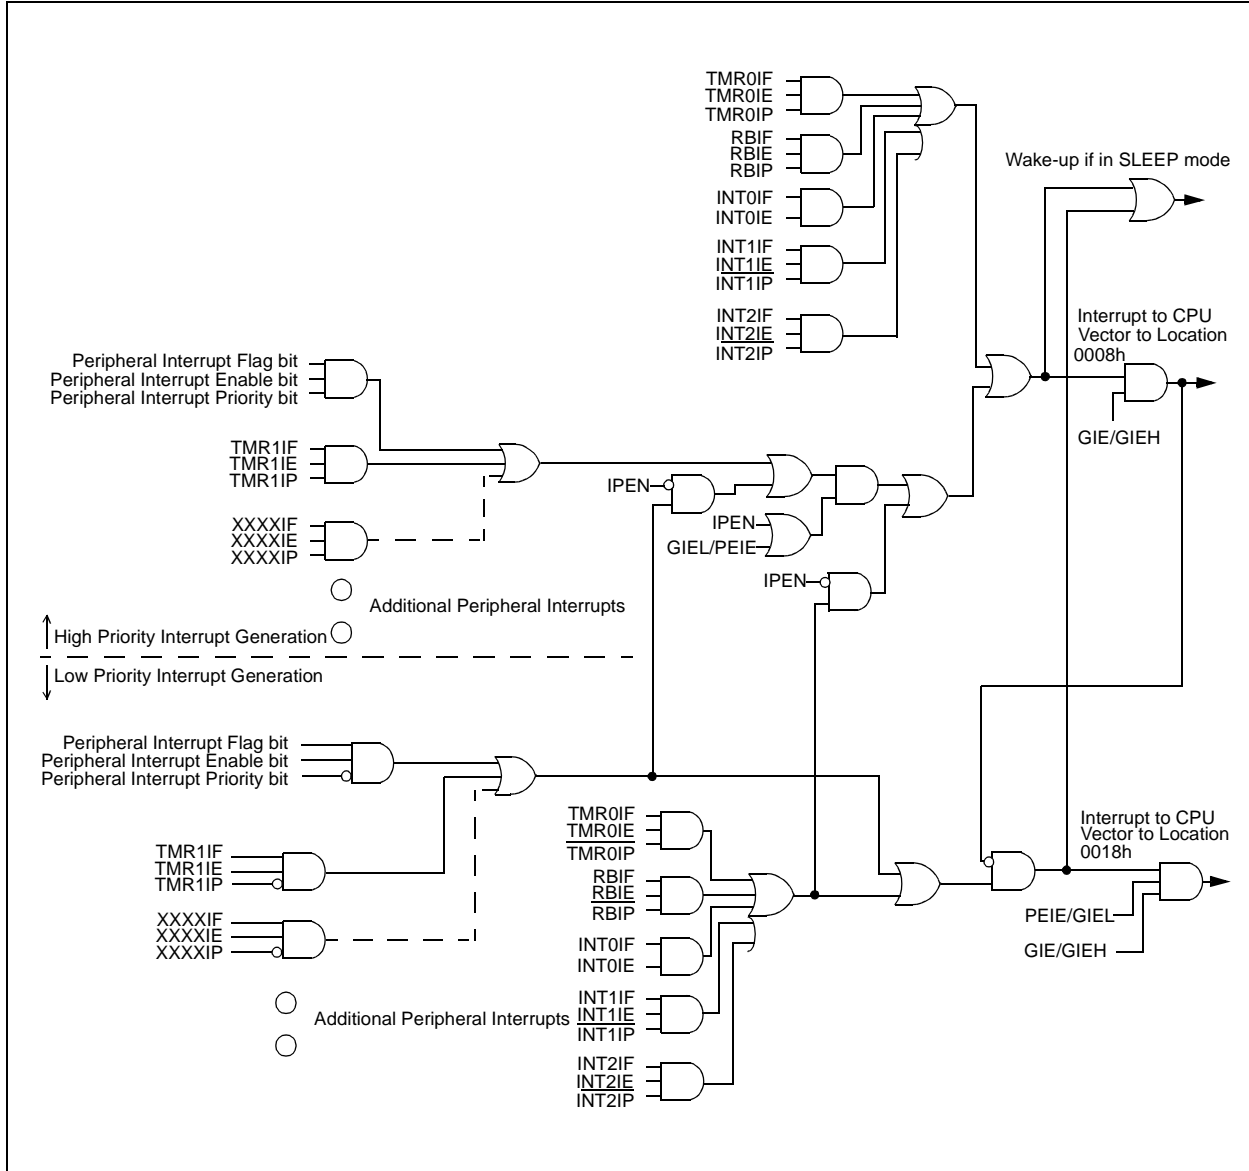 TMR0IF
TMR0IE
TMR0IP
RBIF
RBIE
RBIP
INT0IF
INT0IE
INT1IF
INT1IE
INT1IP
INT2IF
INT2IE
INT2IP
Wake-up if in SLEEP mode
Interrupt to CPU
Vector to Location
0008h
GIE/GIEH
Peripheral Interrupt Flag bit
Peripheral Interrupt Enable bit
Peripheral Interrupt Priority bit
TMR1IF
TMR1IE
TMR1IP
XXXXIF
XXXXIE
XXXXIP
IPEN
IPEN
GIEL/PEIE
IPEN
Additional Peripheral Interrupts
High Priority Interrupt Generation
Low Priority Interrupt Generation
Peripheral Interrupt Flag bit
Peripheral Interrupt Enable bit
Peripheral Interrupt Priority bit
TMR1IF
TMR1IE
TMR1IP
XXXXIF
XXXXIE
XXXXIP
Additional Peripheral Interrupts
TMR0IF
TMR0IE
TMR0IP
RBIF
RBIE
RBIP
INT0IF
INT0IE
INT1IF
INT1IE
INT1IP
INT2IF
INT2IE
INT2IP
Interrupt to CPU
Vector to Location
0018h
PEIE/GIEL
GIE/GIEH